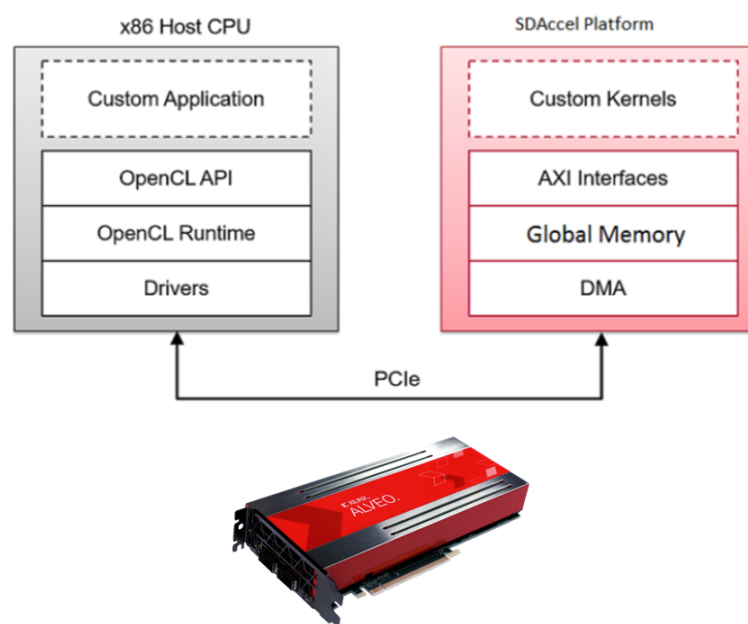 x86 Host CPU
SDAccel Platform
Custom Application
Custom Kernels
OpenCL API
AXI Interfaces
OpenCL Runtime
Global Memory
Drivers
DMA
PCIe
XILINX
ALVEO.